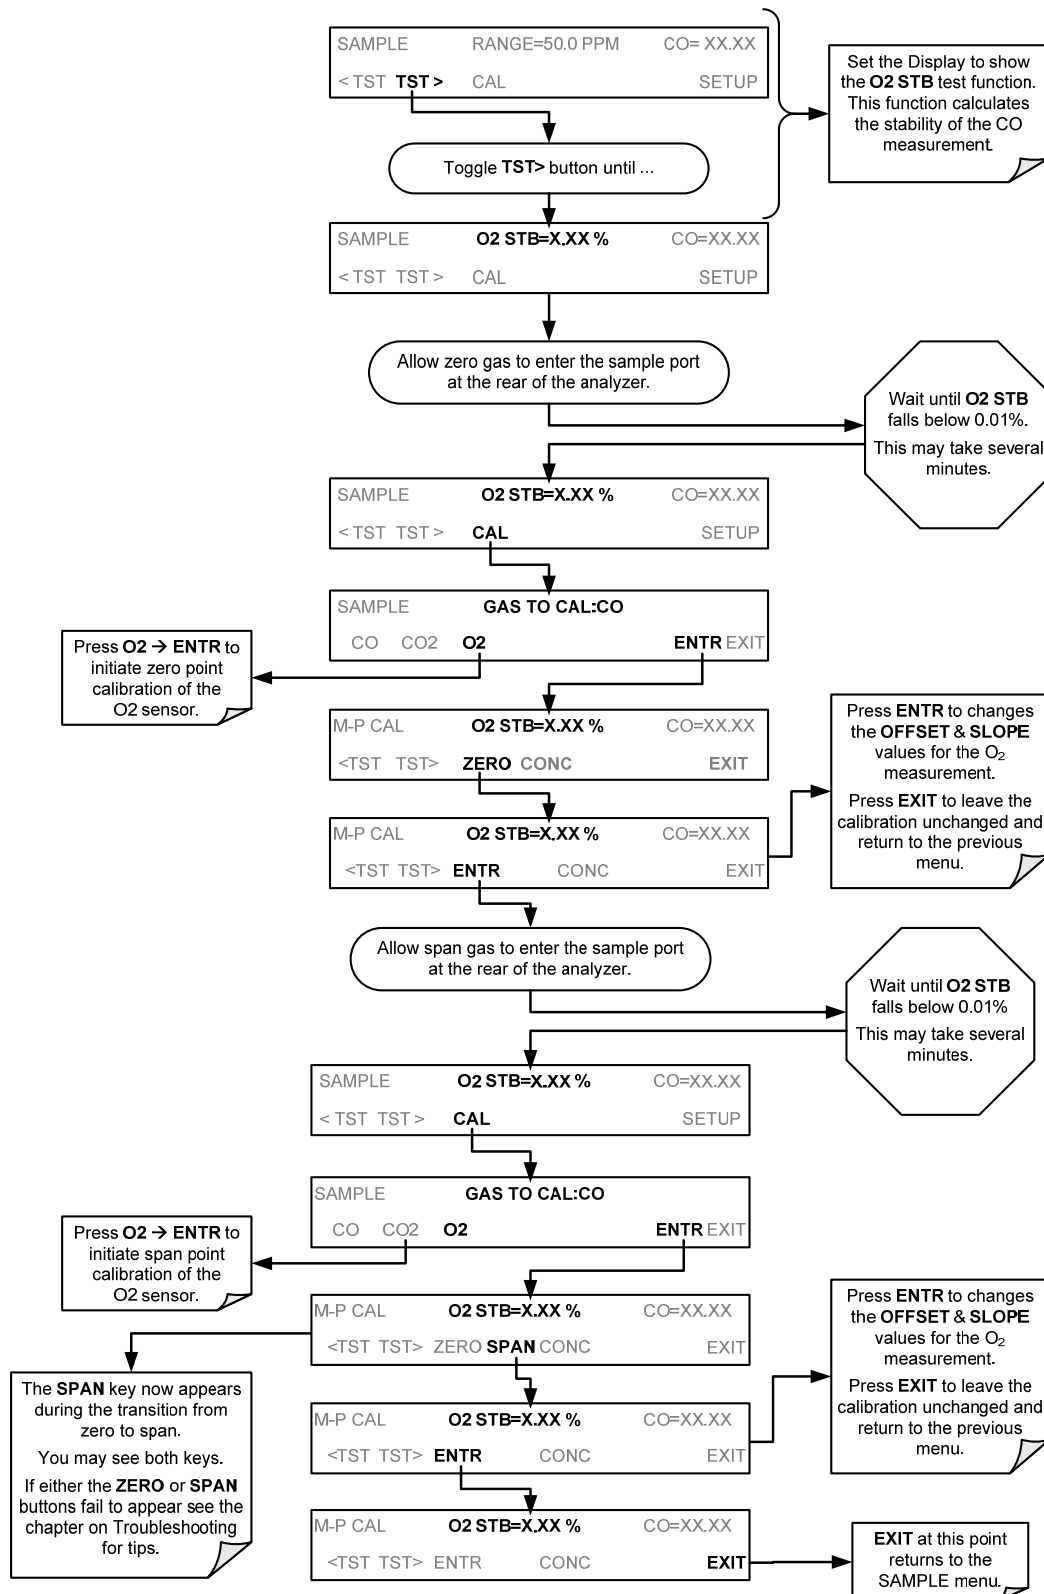 SAMPLE RANGE=50.0 PPM CO= XX.XX
< TST TST > CAL SETUP
Set the Display to show
the O2 STB test function.
This function calculates
the stability of the CO
measurement.
Toggle TST> button until ...
SAMPLE O2 STB=X.XX % CO=XX.XX
< TST TST > CAL SETUP
Allow zero gas to enter the sample port
at the rear of the analyzer.
Wait until O2 STB
falls below 0.01%.
This may take several
minutes.
SAMPLE O2 STB=X.XX % CO=XX.XX
< TST TST > CAL SETUP
SAMPLE GAS TO CAL:CO
CO CO2 O2 ENTR EXIT
Press O2 → ENTR to
initiate zero point
calibration of the
O2 sensor.
M-P CAL O2 STB=X.XX % CO=XX.XX
<TST TST> ZERO CONC EXIT
Press ENTR to changes
the OFFSET & SLOPE
values for the O₂
measurement.
Press EXIT to leave the
calibration unchanged and
return to the previous
menu.
M-P CAL O2 STB=X.XX % CO=XX.XX
<TST TST> ENTR CONC EXIT
Allow span gas to enter the sample port
at the rear of the analyzer.
Wait until O2 STB
falls below 0.01%
This may take several
minutes.
SAMPLE O2 STB=X.XX % CO=XX.XX
< TST TST > CAL SETUP
SAMPLE GAS TO CAL:CO
CO CO2 O2 ENTR EXIT
Press O2 → ENTR to
initiate span point
calibration of the
O2 sensor.
M-P CAL O2 STB=X.XX % CO=XX.XX
<TST TST> ZERO SPAN CONC EXIT
The SPAN key now appears
during the transition from
zero to span.
You may see both keys.
If either the ZERO or SPAN
buttons fail to appear see the
chapter on Troubleshooting
for tips.
Press ENTR to changes
the OFFSET & SLOPE
values for the O₂
measurement.
Press EXIT to leave the
calibration unchanged and
return to the previous
menu.
M-P CAL O2 STB=X.XX % CO=XX.XX
<TST TST> ENTR CONC EXIT
M-P CAL O2 STB=X.XX % CO=XX.XX
<TST TST> ENTR CONC EXIT
EXIT at this point
returns to the
SAMPLE menu.